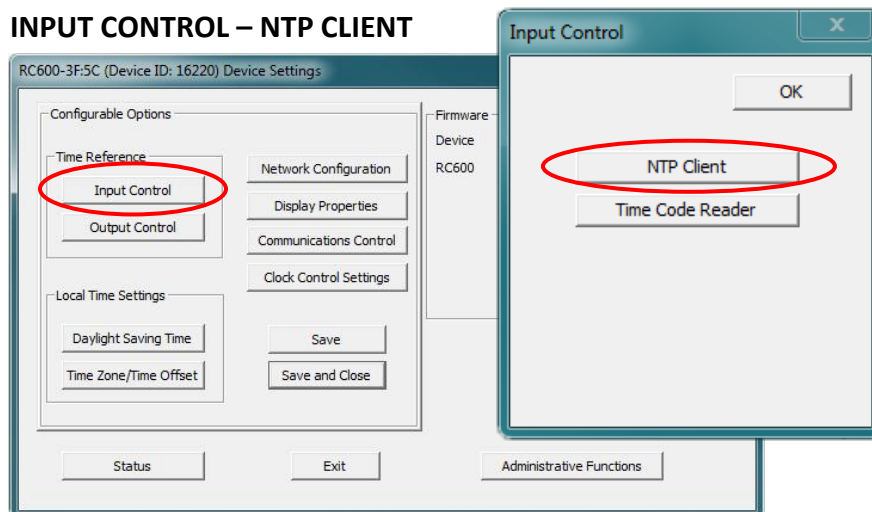 INPUT CONTROL – NTP CLIENT
RC600-3F:5C (Device ID: 16220) Device Settings
Configurable Options
Time Reference
Input Control
Output Control
Network Configuration
Display Properties
Communications Control
Clock Control Settings
Local Time Settings
Daylight Saving Time
Time Zone/Time Offset
Save
Save and Close
Firmware
Device
RC600
Status
Exit
Administrative Functions
Input Control
X
OK
NTP Client
Time Code Reader